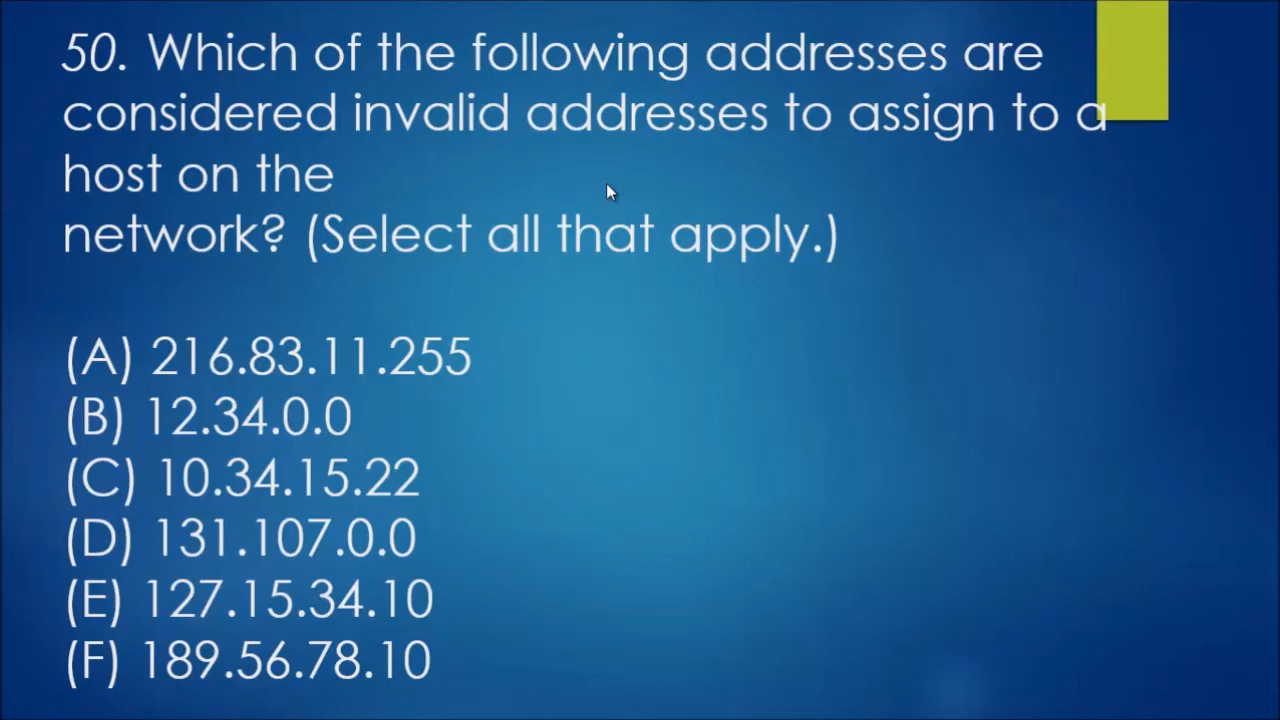 50. Which of the following addresses are
considered invalid addresses to assign to a
host on the
network? (Select all that apply.)
(A) 216.83.11.255
(B) 12.34.0.0
(C) 10.34.15.22
(D) 131.107.0.0
(E) 127.15.34.10
(F) 189.56.78.10